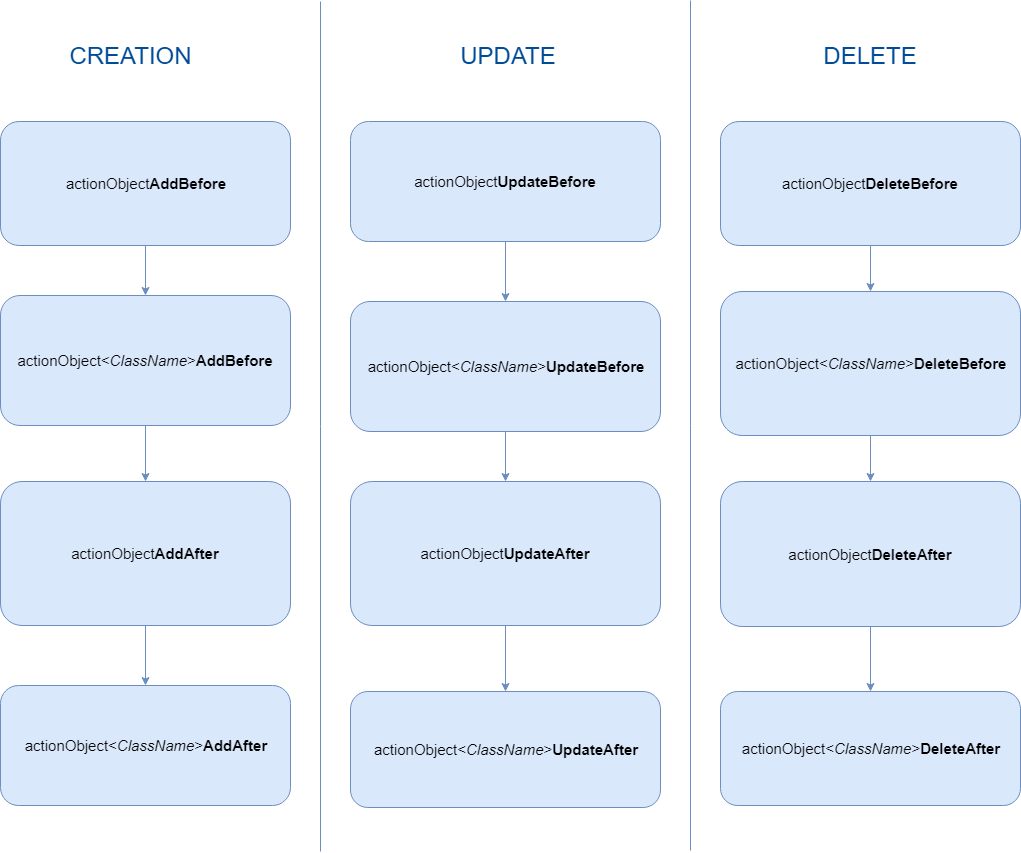 CREATION
UPDATE
DELETE
actionObjectAddBefore
actionObjectUpdateBefore
actionObjectDeleteBefore
actionObject<ClassName>AddBefore
actionObject<ClassName>UpdateBefore
actionObject<ClassName>DeleteBefore
actionObjectAddAfter
actionObjectUpdateAfter
actionObjectDeleteAfter
actionObject<ClassName>AddAfter
actionObject<ClassName>UpdateAfter
actionObject<ClassName>DeleteAfter